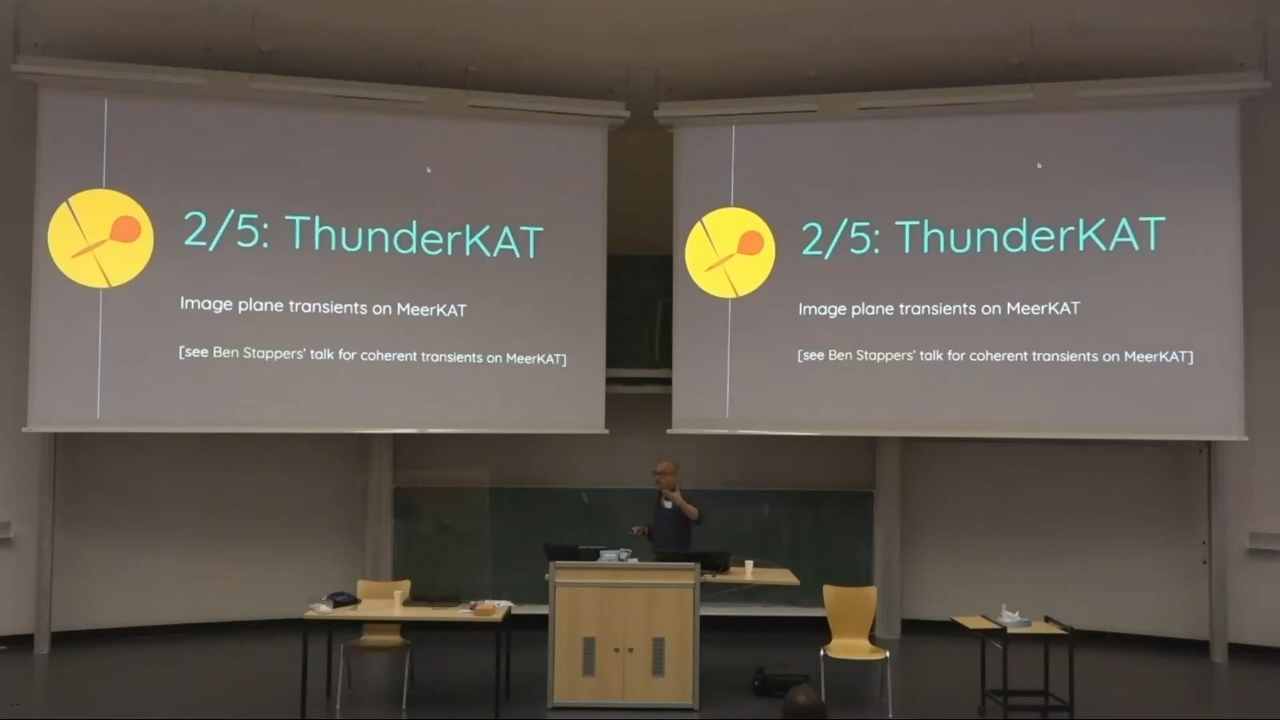 2/5: ThunderKAT
Image plane transients on MeerKAT
[see Ben Stappers' talk for coherent transients on MeerKAT]
2/5: ThunderKAT
Image plane transients on MeerKAT
[see Ben Stappers' talk for coherent transients on MeerKAT]